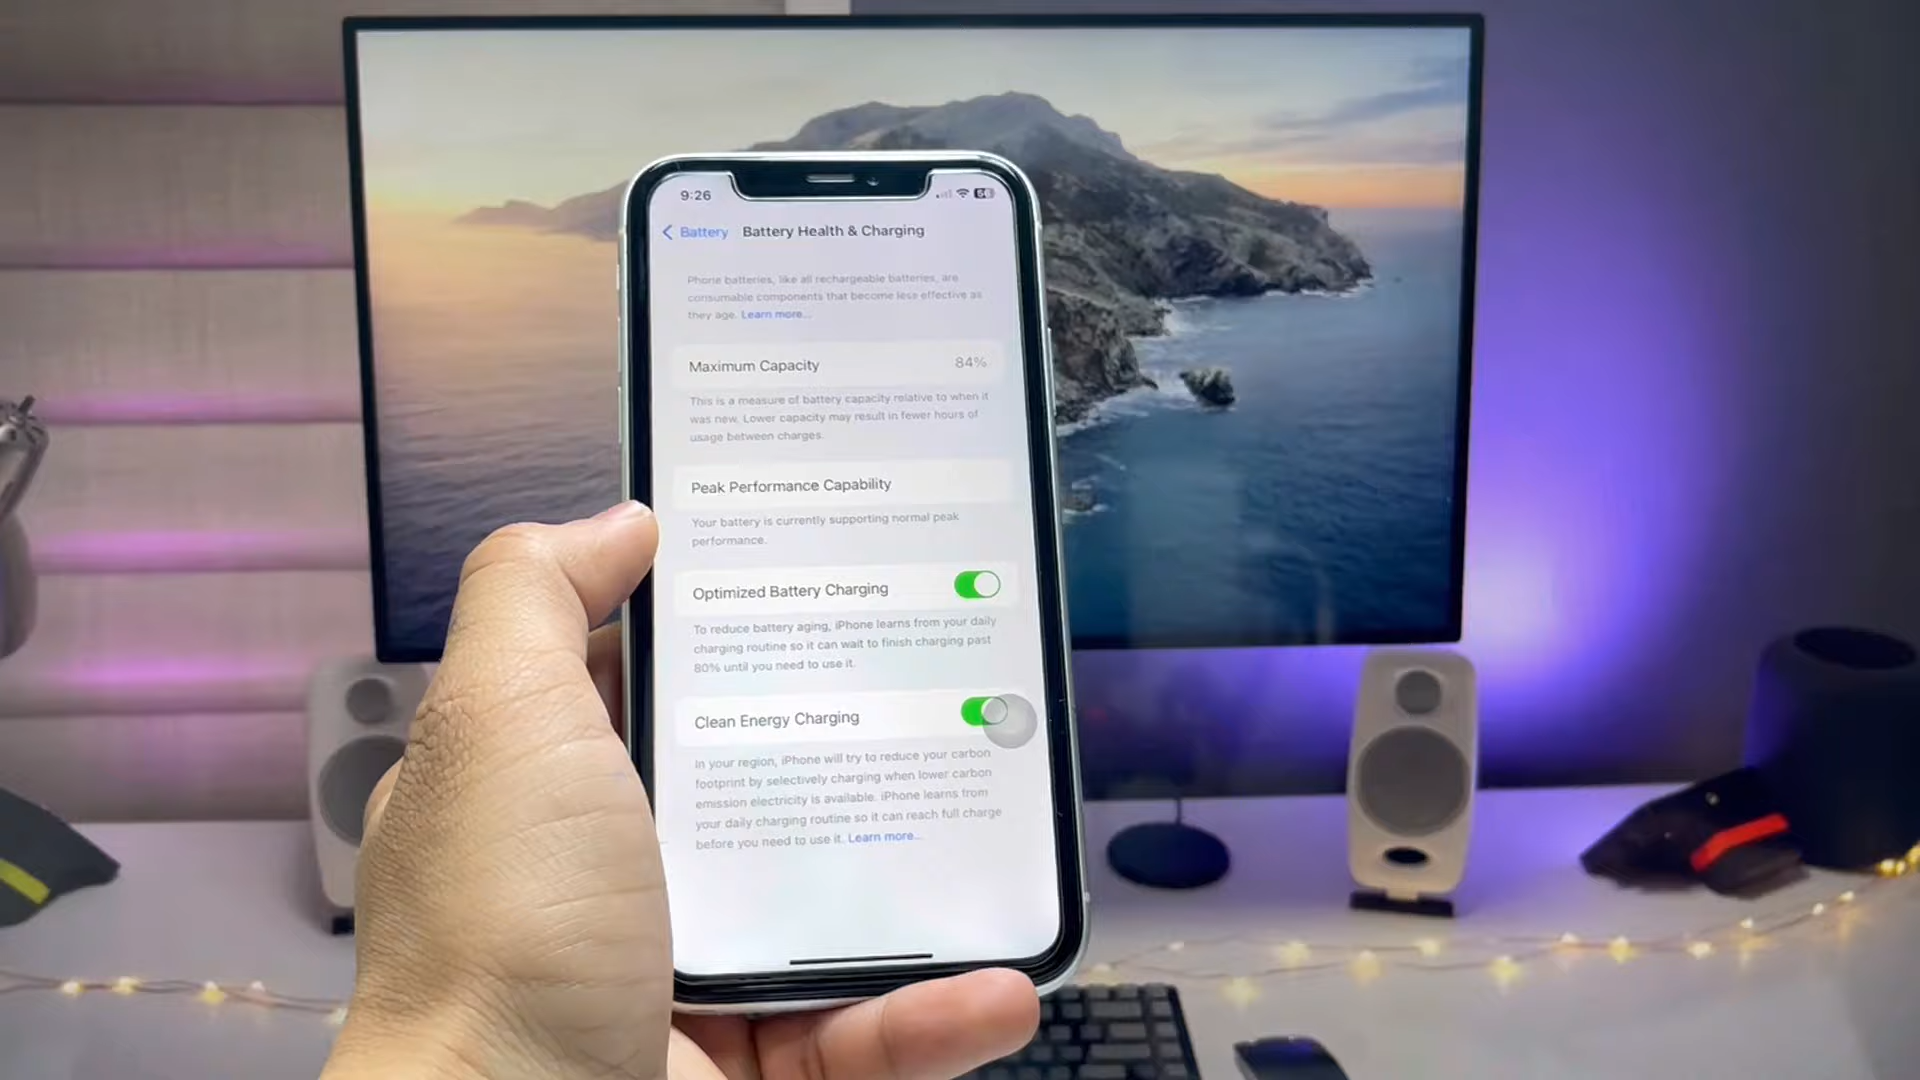 9:26
Battery Health & Charging
Battery
Phone batteries, like all rechargeable batteries, are
consumable components that become less effective as
they age. Learn more...
Maximum Capacity 84%
This is a measure of battery capacity relative to when it
was new. Lower capacity may result in fewer hours of
usage between charges.
Peak Performance Capability
Your battery is currently supporting normal peak
performance.
Optimized Battery Charging
To reduce battery aging, iPhone learns from your daily
charging routine so it can wait to finish charging past
80% until you need to use it.
Clean Energy Charging
In your region, iPhone will try to reduce your carbon
footprint by selectively charging when lower carbon
emission electricity is available. iPhone learns from
your daily charging routine so it can reach full charge
before you need to use it. Learn more...